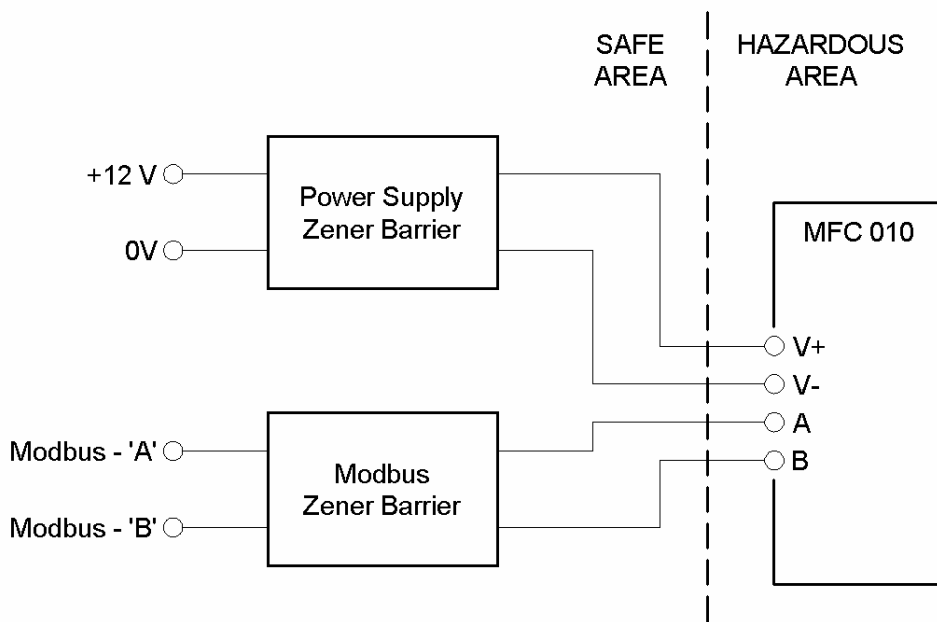 SAFE
AREA
HAZARDOUS
AREA
+12 V
0V
Power Supply
Zener Barrier
MFC 010
V+
V-
A
B
Modbus - 'A'
Modbus - 'B'
Modbus
Zener Barrier